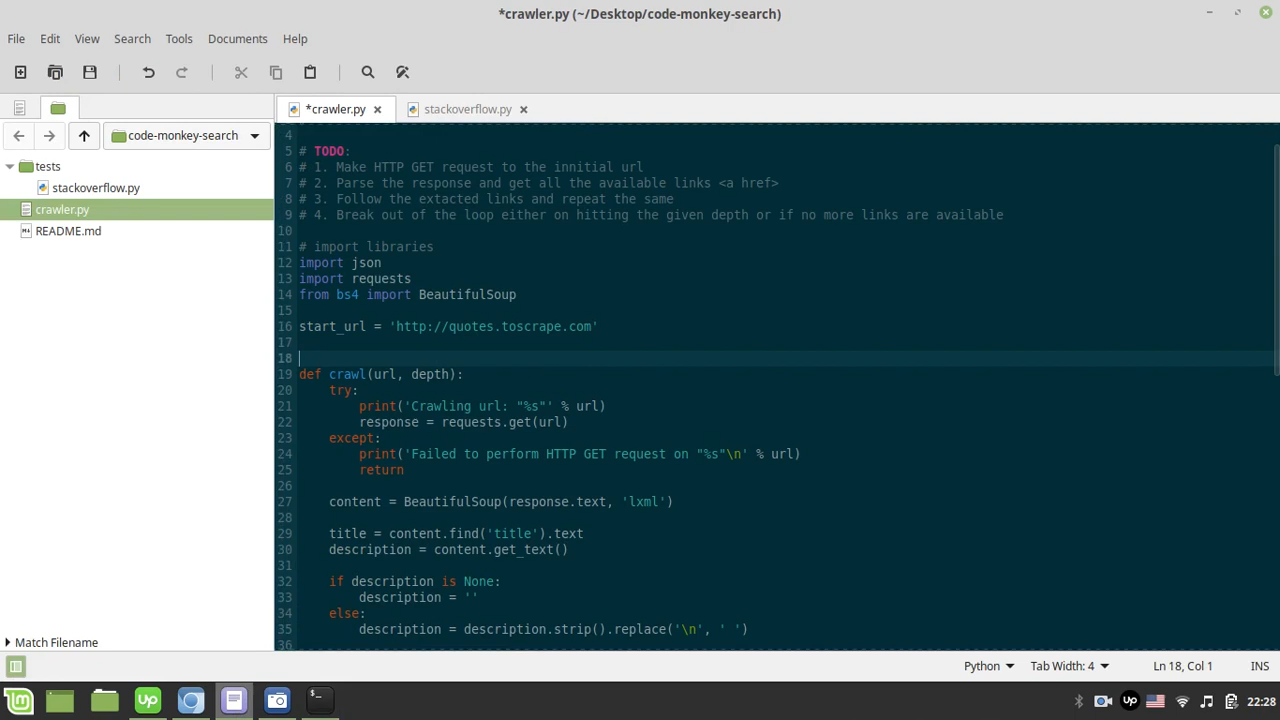 *crawler.py (~/Desktop/code-monkey-search)
File Edit View Search Tools Documents Help
*crawler.py stackoverflow.py
code-monkey-search
tests
stackoverflow.py
crawler.py
README.md
Match Filename
4
5 # TODO:
6 # 1. Make HTTP GET request to the innitial url
7 # 2. Parse the response and get all the available links <a href>
8 # 3. Follow the extacted links and repeat the same
9 # 4. Break out of the loop either on hitting the given depth or if no more links are available
10
11 # import libraries
12 import json
13 import requests
14 from bs4 import BeautifulSoup
15
16 start_url = 'http://quotes.toscrape.com'
17
18
19 def crawl(url, depth):
20     try:
21         print('Crawling url: "%s"' % url)
22         response = requests.get(url)
23     except:
24         print('Failed to perform HTTP GET request on "%s"\n' % url)
25         return
26
27     content = BeautifulSoup(response.text, 'lxml')
28
29     title = content.find('title').text
30     description = content.get_text()
31
32     if description is None:
33         description = ''
34     else:
35         description = description.strip().replace('\n', ' ')
36
Python Tab Width: 4 Ln 18, Col 1 INS
up $_ up 22:28